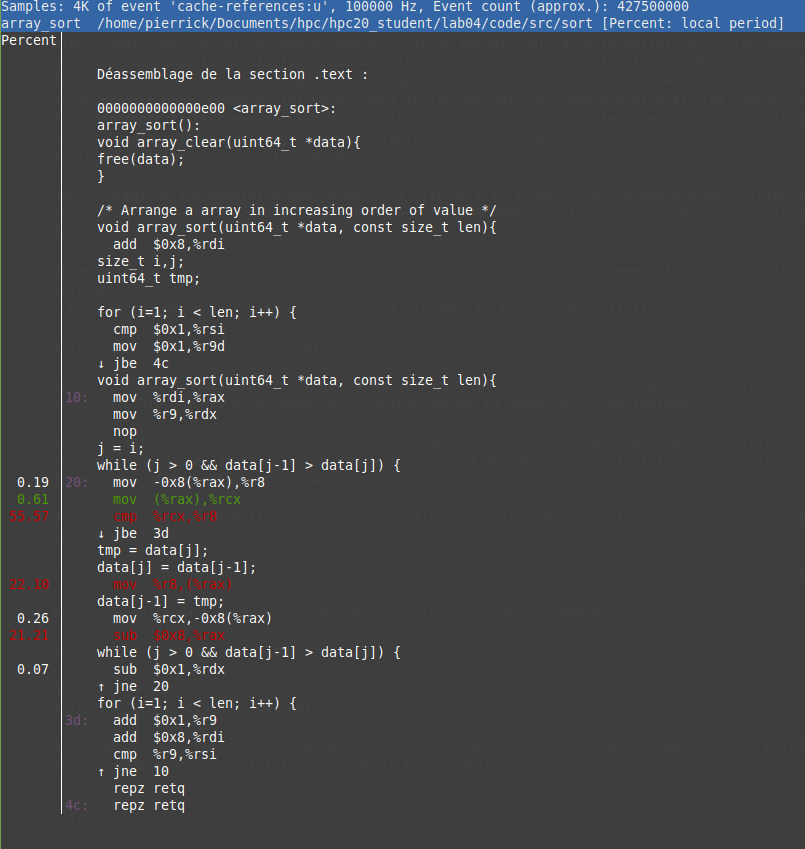 Samples: 4K of event 'cache-references:u', 100000 Hz, Event count (approx.): 427500000
array_sort  /home/pierrick/Documents/hpc/hpc20_student/lab04/code/src/sort [Percent: local period]
Percent
Déassemblage de la section .text :
0000000000000e00 <array_sort>:
array_sort():
void array_clear(uint64_t *data){
free(data);
}
/* Arrange a array in increasing order of value */
void array_sort(uint64_t *data, const size_t len){
add  $0x8,%rdi
size_t i,j;
uint64_t tmp;
for (i=1; i < len; i++) {
cmp  $0x1,%rsi
mov  $0x1,%r9d
↓ jbe  4c
void array_sort(uint64_t *data, const size_t len){
10:  mov  %rdi,%rax
mov  %r9,%rdx
nop
j = i;
while (j > 0 && data[j-1] > data[j]) {
0.19  20:  mov  -0x8(%rax),%r8
0.61  mov  (%rax),%rcx
55.57  cmp  %rcx,%r8
↓ jbe  3d
tmp = data[j];
data[j] = data[j-1];
22.10  mov  %r8,(%rax)
data[j-1] = tmp;
0.26  mov  %rcx,-0x8(%rax)
21.21  sub  $0x8,%rax
while (j > 0 && data[j-1] > data[j]) {
0.07  sub  $0x1,%rdx
↑ jne  20
for (i=1; i < len; i++) {
3d:  add  $0x1,%r9
add  $0x8,%rdi
cmp  %r9,%rsi
↑ jne  10
repz retq
4c:  repz retq